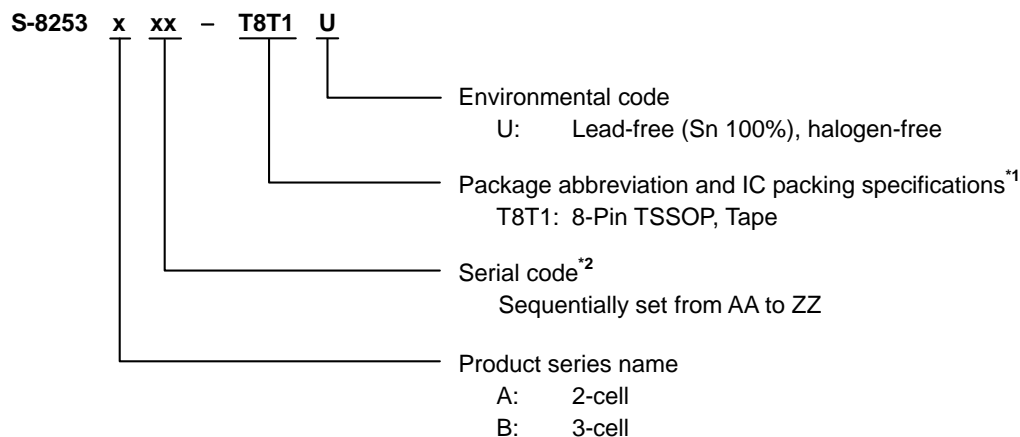 S-8253 x xx – T8T1 U
Environmental code
U: Lead-free (Sn 100%), halogen-free
Package abbreviation and IC packing specifications*1
T8T1: 8-Pin TSSOP, Tape
Serial code*2
Sequentially set from AA to ZZ
Product series name
A: 2-cell
B: 3-cell